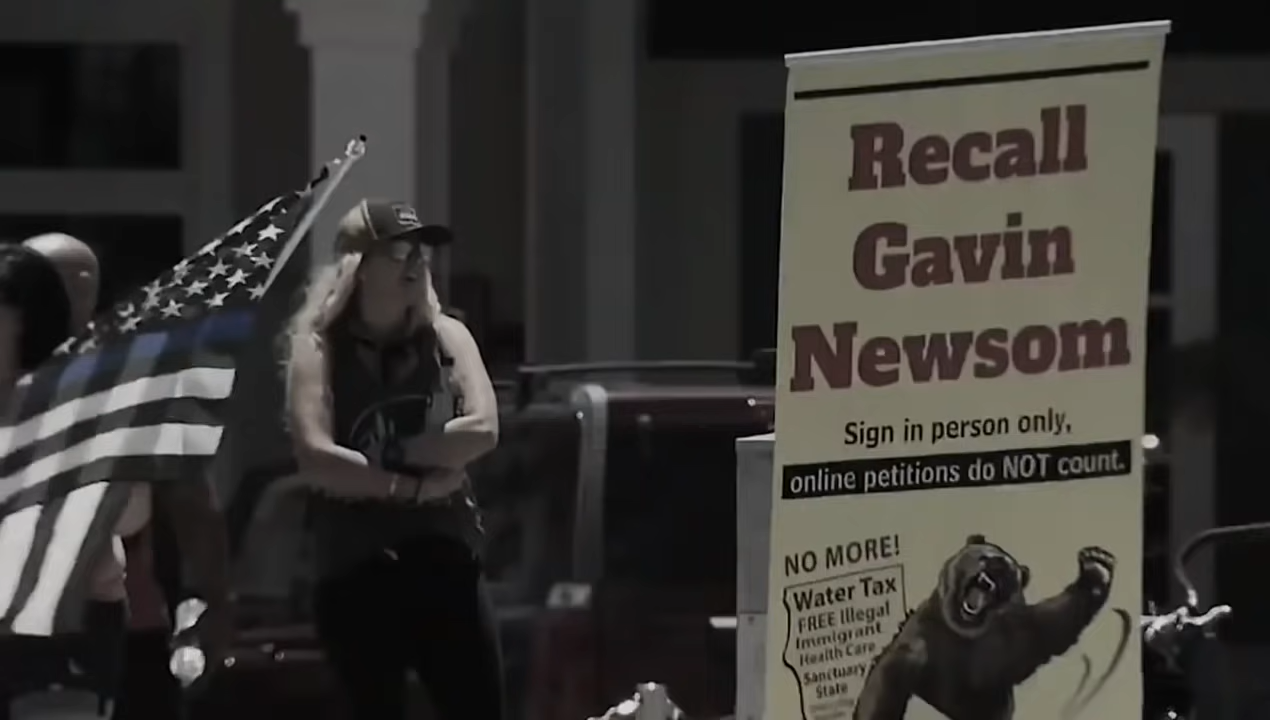 Recall
Gavin
Newsom
Sign in person only,
online petitions do NOT count.
NO MORE!
Water Tax
FREE Illegal
Immigrant
Health Care
Sanctuary
State